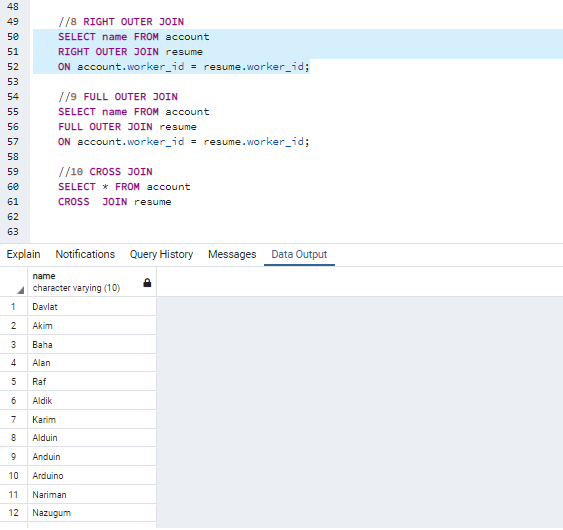 48
49 //8 RIGHT OUTER JOIN
50 SELECT name FROM account
51 RIGHT OUTER JOIN resume
52 ON account.worker_id = resume.worker_id;
53
54 //9 FULL OUTER JOIN
55 SELECT name FROM account
56 FULL OUTER JOIN resume
57 ON account.worker_id = resume.worker_id;
58
59 //10 CROSS JOIN
60 SELECT * FROM account
61 CROSS  JOIN resume
62
63
Explain Notifications Query History Messages Data Output
name
character varying (10)
1 Davlat
2 Akim
3 Baha
4 Alan
5 Raf
6 Aldik
7 Karim
8 Alduin
9 Anduin
10 Arduino
11 Nariman
12 Nazugum